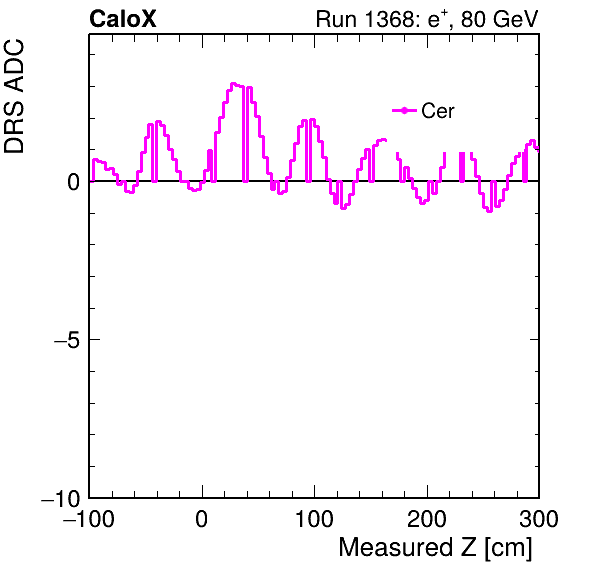 CaloX Run 1368: e⁺, 80 GeV
DRS ADC
Cer
0
−5
−10
−100 0 100 200 300
Measured Z [cm]